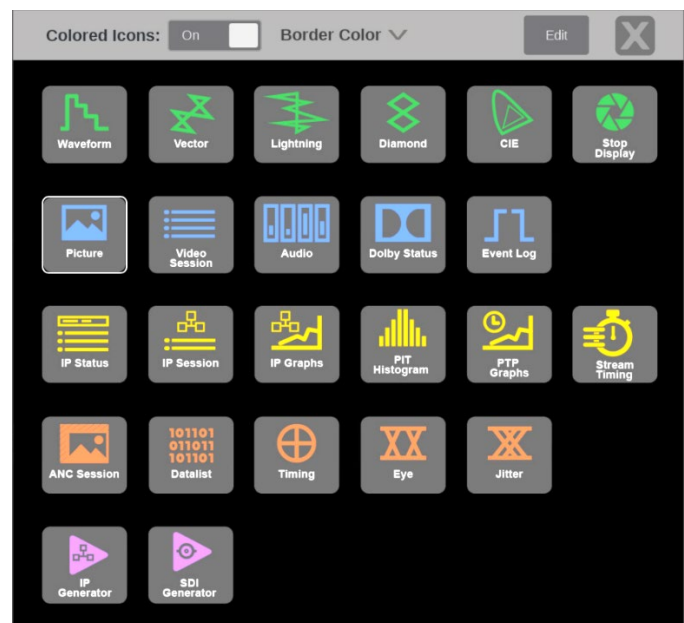 Colored Icons:
On
Border Color
Edit
X
Waveform
Vector
Lightning
Diamond
CIE
Stop
Display
Picture
Video
Session
Audio
Dolby Status
Event Log
IP Status
IP Session
IP Graphs
PIT
Histogram
PTP
Graphs
Stream
Timing
ANC Session
101101
011011
101101
Datalist
Timing
Eye
Jitter
IP
Generator
SDI
Generator